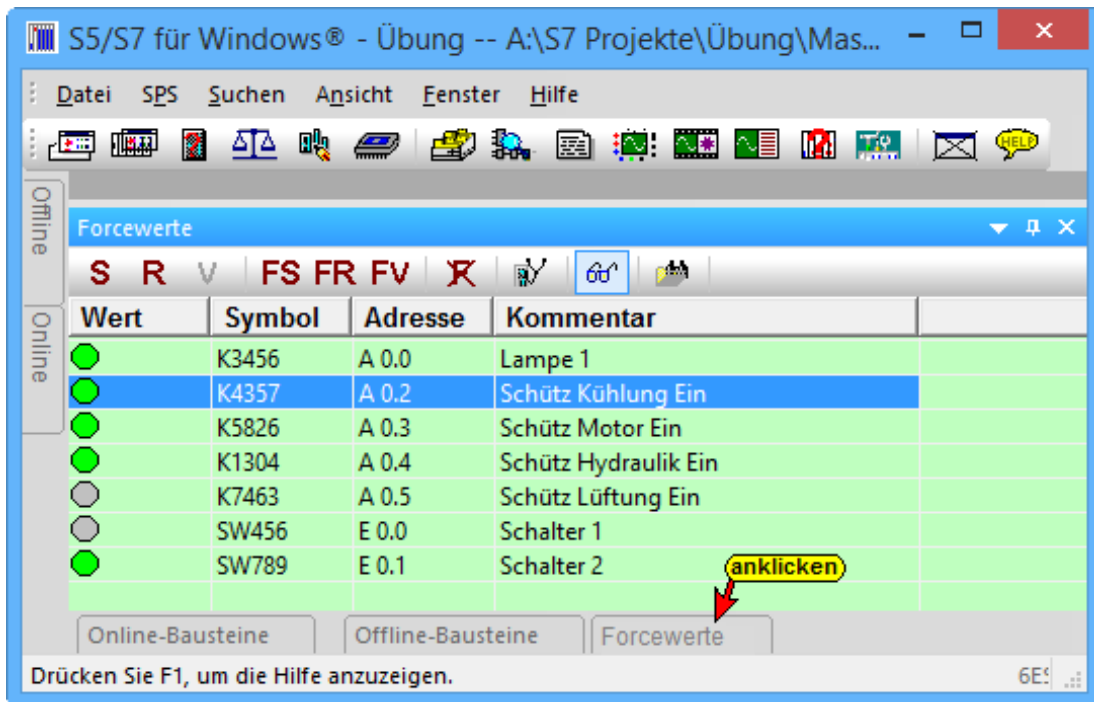 S5/S7 für Windows® - Übung -- A:\S7 Projekte\Übung\Mas...
Datei SPS Suchen Ansicht Fenster Hilfe
HELP
Offline
Online
Forcewerte
S R V FS FR FV F
Wert Symbol Adresse Kommentar
K3456 A 0.0 Lampe 1
K4357 A 0.2 Schütz Kühlung Ein
K5826 A 0.3 Schütz Motor Ein
K1304 A 0.4 Schütz Hydraulik Ein
K7463 A 0.5 Schütz Lüftung Ein
SW456 E 0.0 Schalter 1
SW789 E 0.1 Schalter 2
anklicken
Online-Bausteine Offline-Bausteine Forcewerte
Drücken Sie F1, um die Hilfe anzuzeigen.